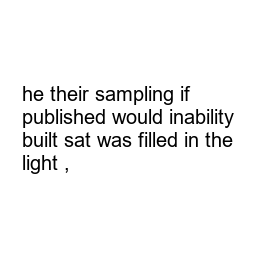 he their sampling if
published would inability
built sat was filled in the
light ,